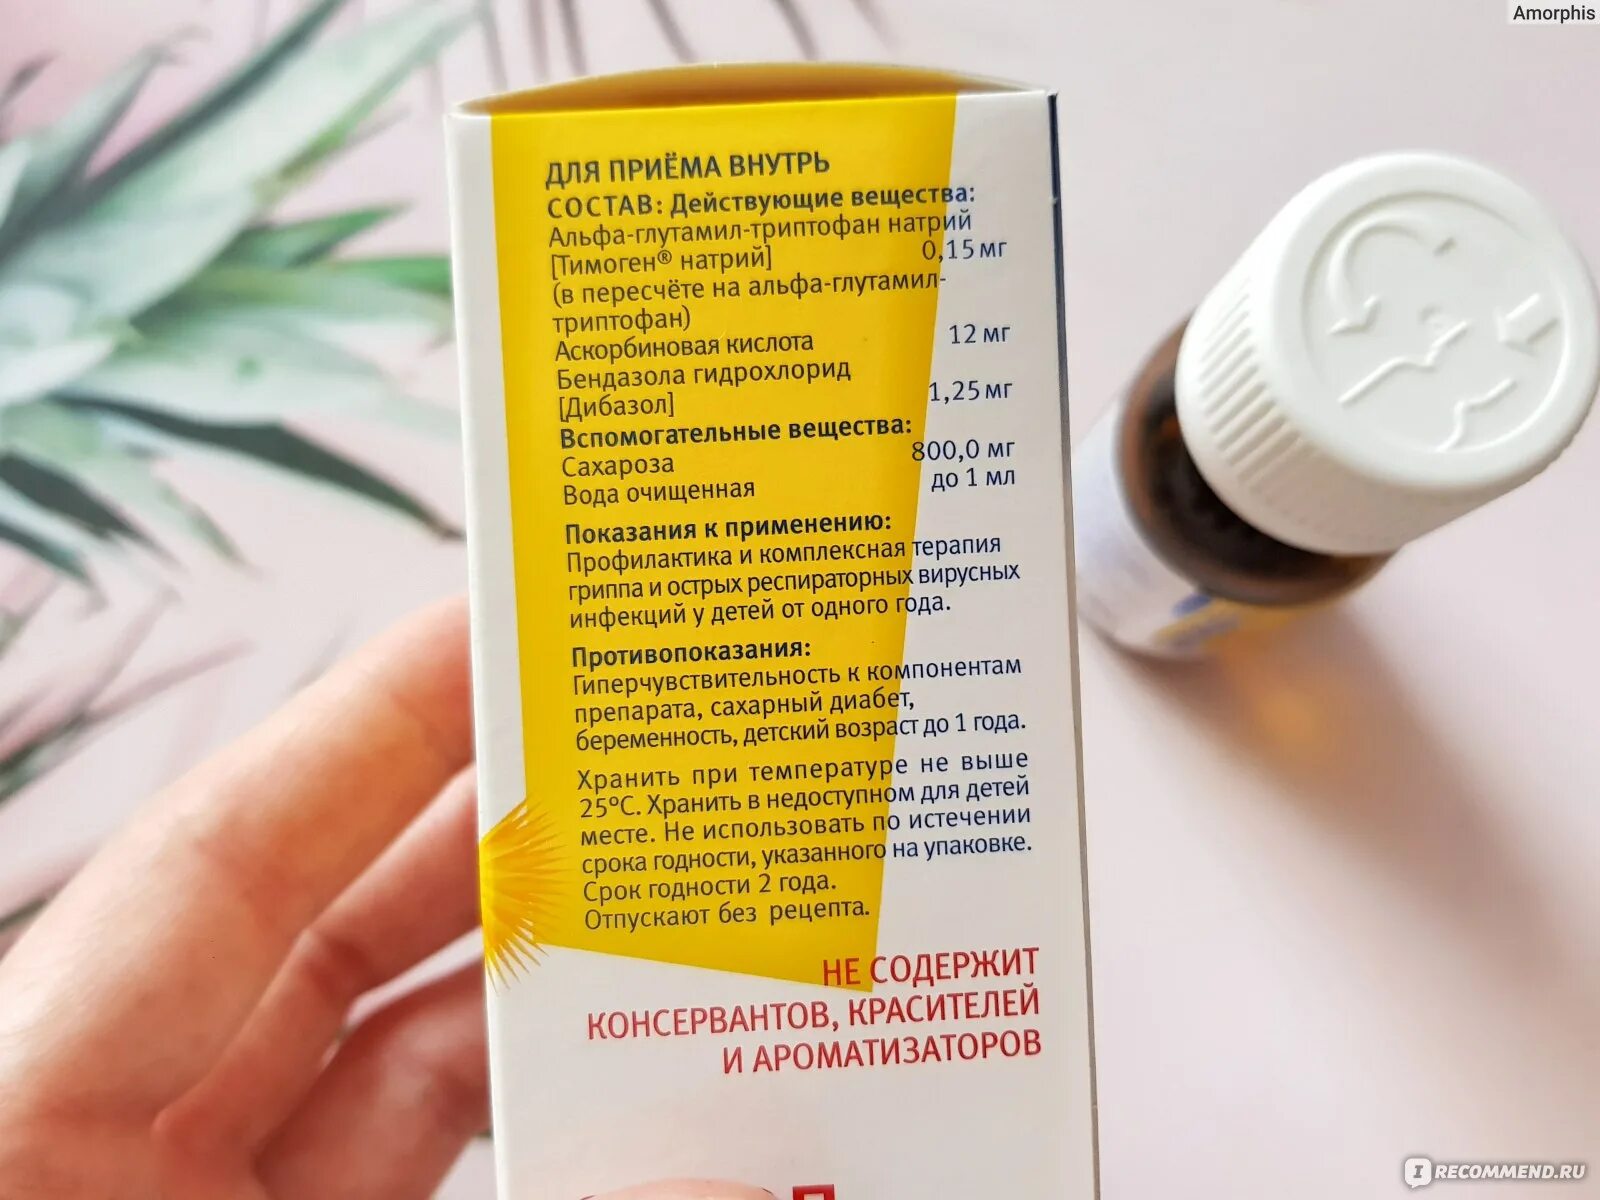 Amorphis
ДЛЯ ПРИЁМА ВНУТРЬ
СОСТАВ: Действующие вещества:
Альфа-глутамил-триптофан натрий
[Тимоген® натрий] 0,15 мг
(в пересчёте на альфа-глутамил-
триптофан)
Аскорбиновая кислота 12 мг
Бендазола гидрохлорид
[Дибазол] 1,25 мг
Вспомогательные вещества:
Сахароза 800,0 мг
Вода очищенная до 1 мл
Показания к применению:
Профилактика и комплексная терапия
гриппа и острых респираторных вирусных
инфекций у детей от одного года.
Противопоказания:
Гиперчувствительность к компонентам
препарата, сахарный диабет,
беременность, детский возраст до 1 года.
Хранить при температуре не выше
25°С. Хранить в недоступном для детей
месте. Не использовать по истечении
срока годности, указанного на упаковке.
Срок годности 2 года.
Отпускают без рецепта.
НЕ СОДЕРЖИТ
КОНСЕРВАНТОВ, КРАСИТЕЛЕЙ
И АРОМАТИЗАТОРОВ
IRECOMMEND.RU